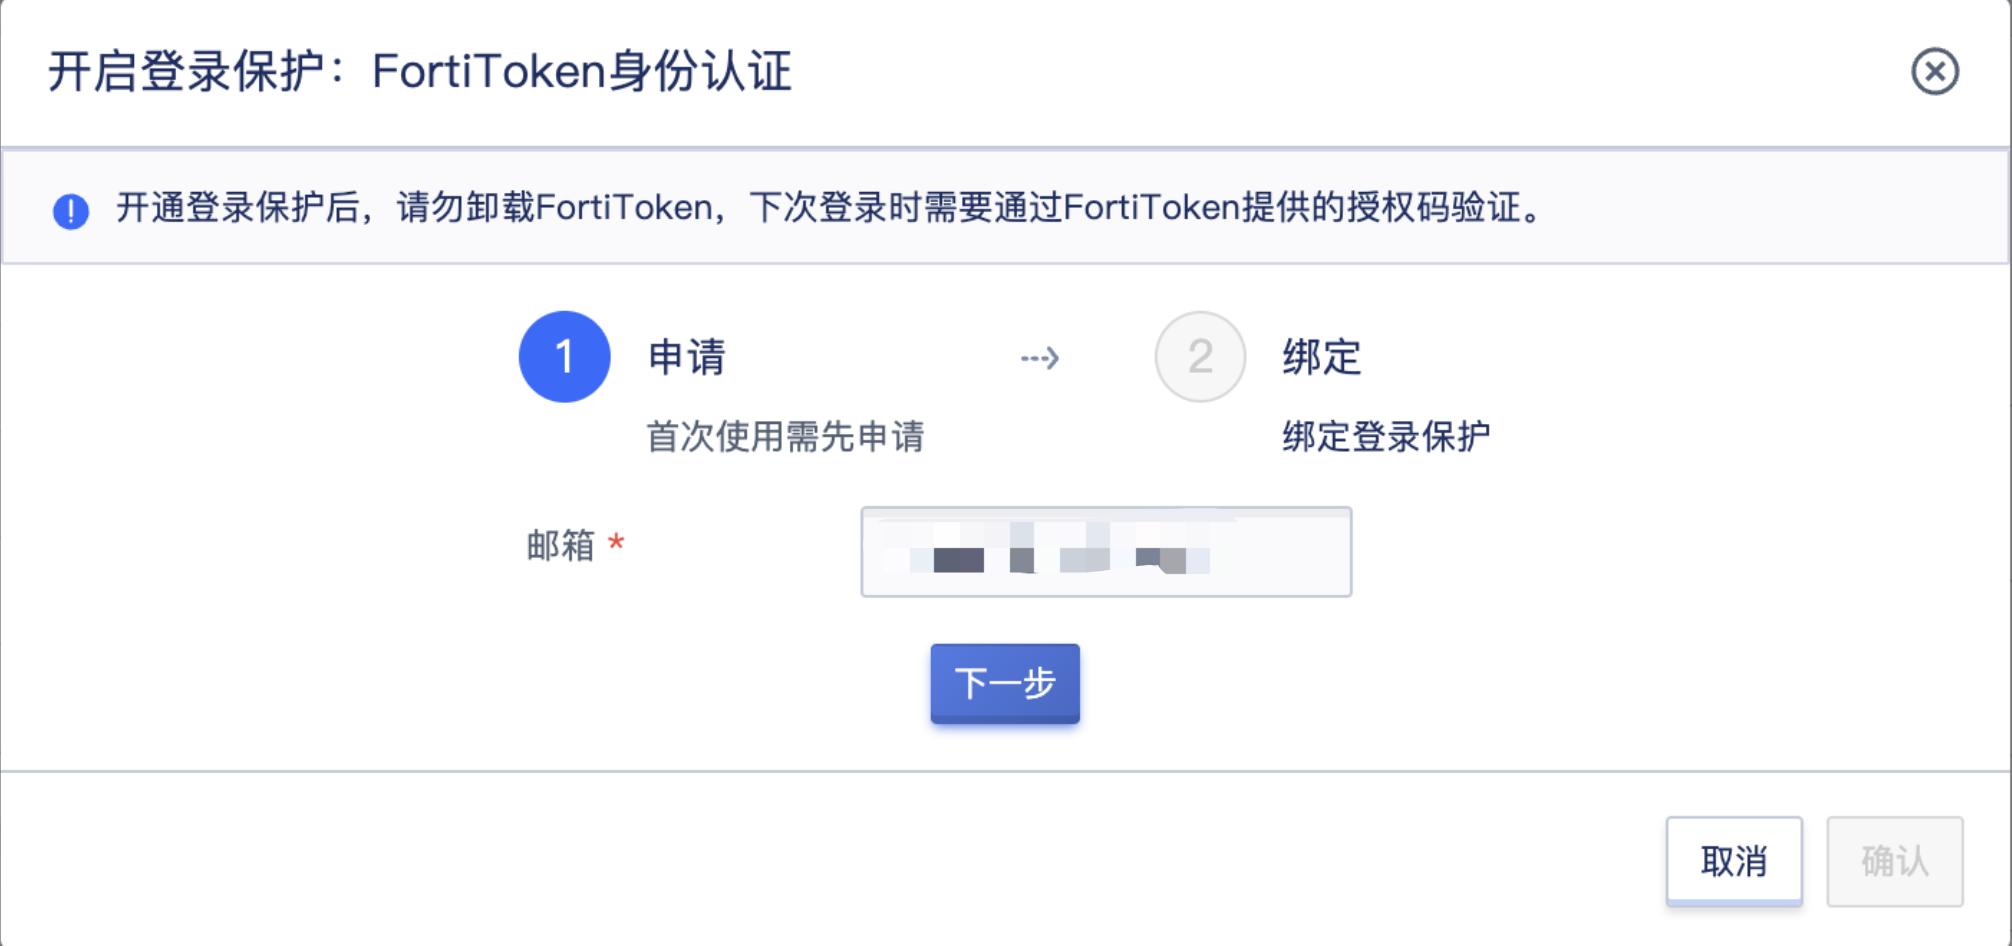 开启登录保护：FortiToken身份认证
开通登录保护后，请勿卸载FortiToken，下次登录时需要通过FortiToken提供的授权码验证。
1 申请
首次使用需先申请
2 绑定
绑定登录保护
邮箱 *
下一步
取消 确认